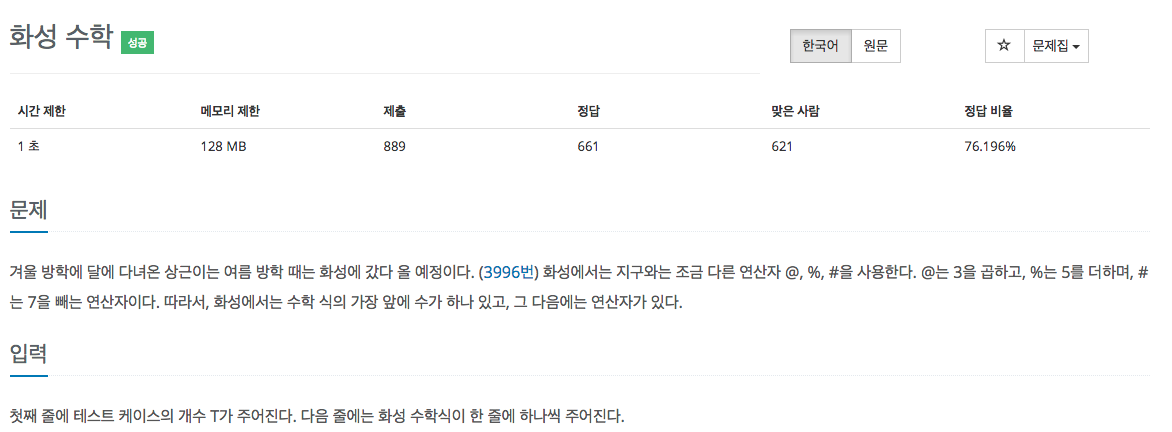 화성 수학 성공
한국어 원문
☆ 문제집
시간 제한 메모리 제한 제출 정답 맞은 사람 정답 비율
1 초 128 MB 889 661 621 76.196%
문제
겨울 방학에 달에 다녀온 상근이는 여름 방학 때는 화성에 갔다 올 예정이다. (3996번) 화성에서는 지구와는 조금 다른 연산자 @, %, #을 사용한다. @는 3을 곱하고, %는 5를 더하며, #
는 7을 빼는 연산자이다. 따라서, 화성에서는 수학 식의 가장 앞에 수가 하나 있고, 그 다음에는 연산자가 있다.
입력
첫째 줄에 테스트 케이스의 개수 T가 주어진다. 다음 줄에는 화성 수학식이 한 줄에 하나씩 주어진다.